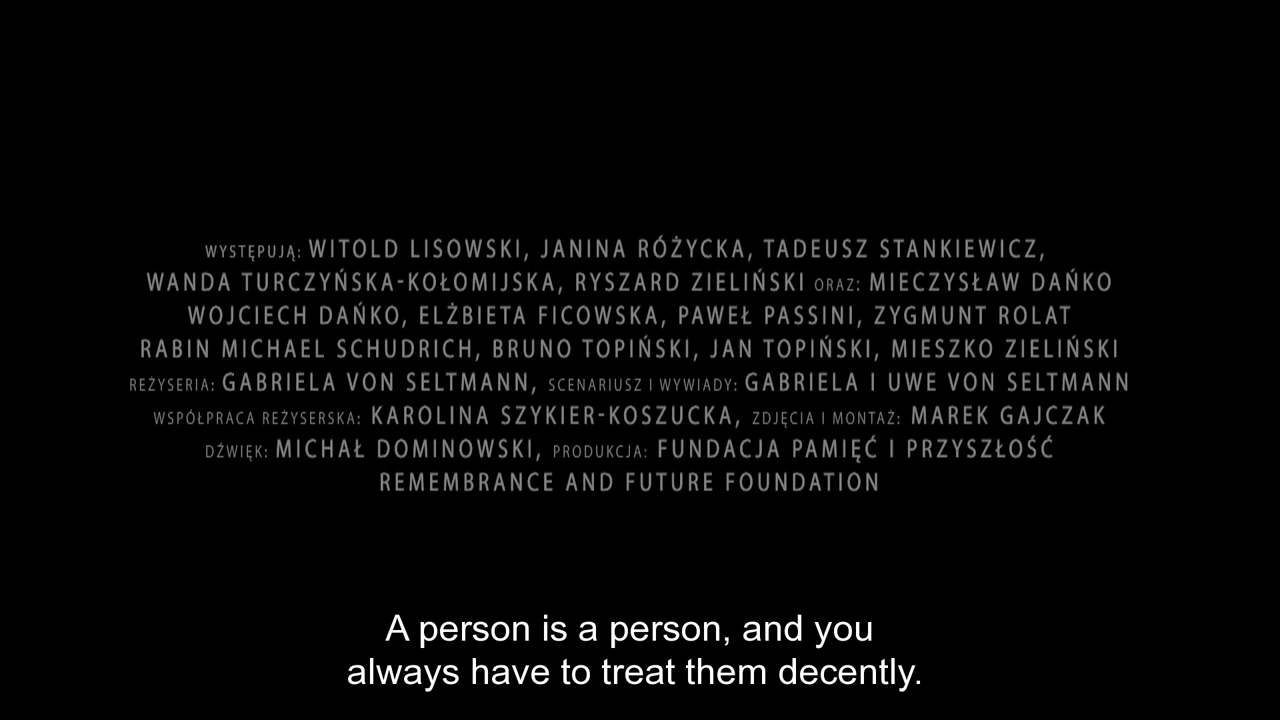 WYSTĘPUJĄ: WITOLD LISOWSKI, JANINA RÓŻYCKA, TADEUSZ STANKIEWICZ,
WANDA TURCZYŃSKA-KOŁOMIJSKA, RYSZARD ZIELIŃSKI ORAZ: MIECZYSŁAW DAŃKO
WOJCIECH DAŃKO, ELŻBIETA FICOWSKA, PAWEŁ PASSINI, ZYGMUNT ROLAT
RABIN MICHAEL SCHUDRICH, BRUNO TOPIŃSKI, JAN TOPIŃSKI, MIESZKO ZIELIŃSKI
REŻYSERIA: GABRIELA VON SELTMANN, SCENARIUSZ I WYWIADY: GABRIELA I UWE VON SELTMANN
WSPÓŁPRACA REŻYSERSKA: KAROLINA SZYKIER-KOSZUCKA, ZDJĘCIA I MONTAŻ: MAREK GAJCZAK
DŹWIĘK: MICHAŁ DOMINOWSKI, PRODUKCJA: FUNDACJA PAMIĘĆ I PRZYSZŁOŚĆ
REMEMBRANCE AND FUTURE FOUNDATION
A person is a person, and you
always have to treat them decently.